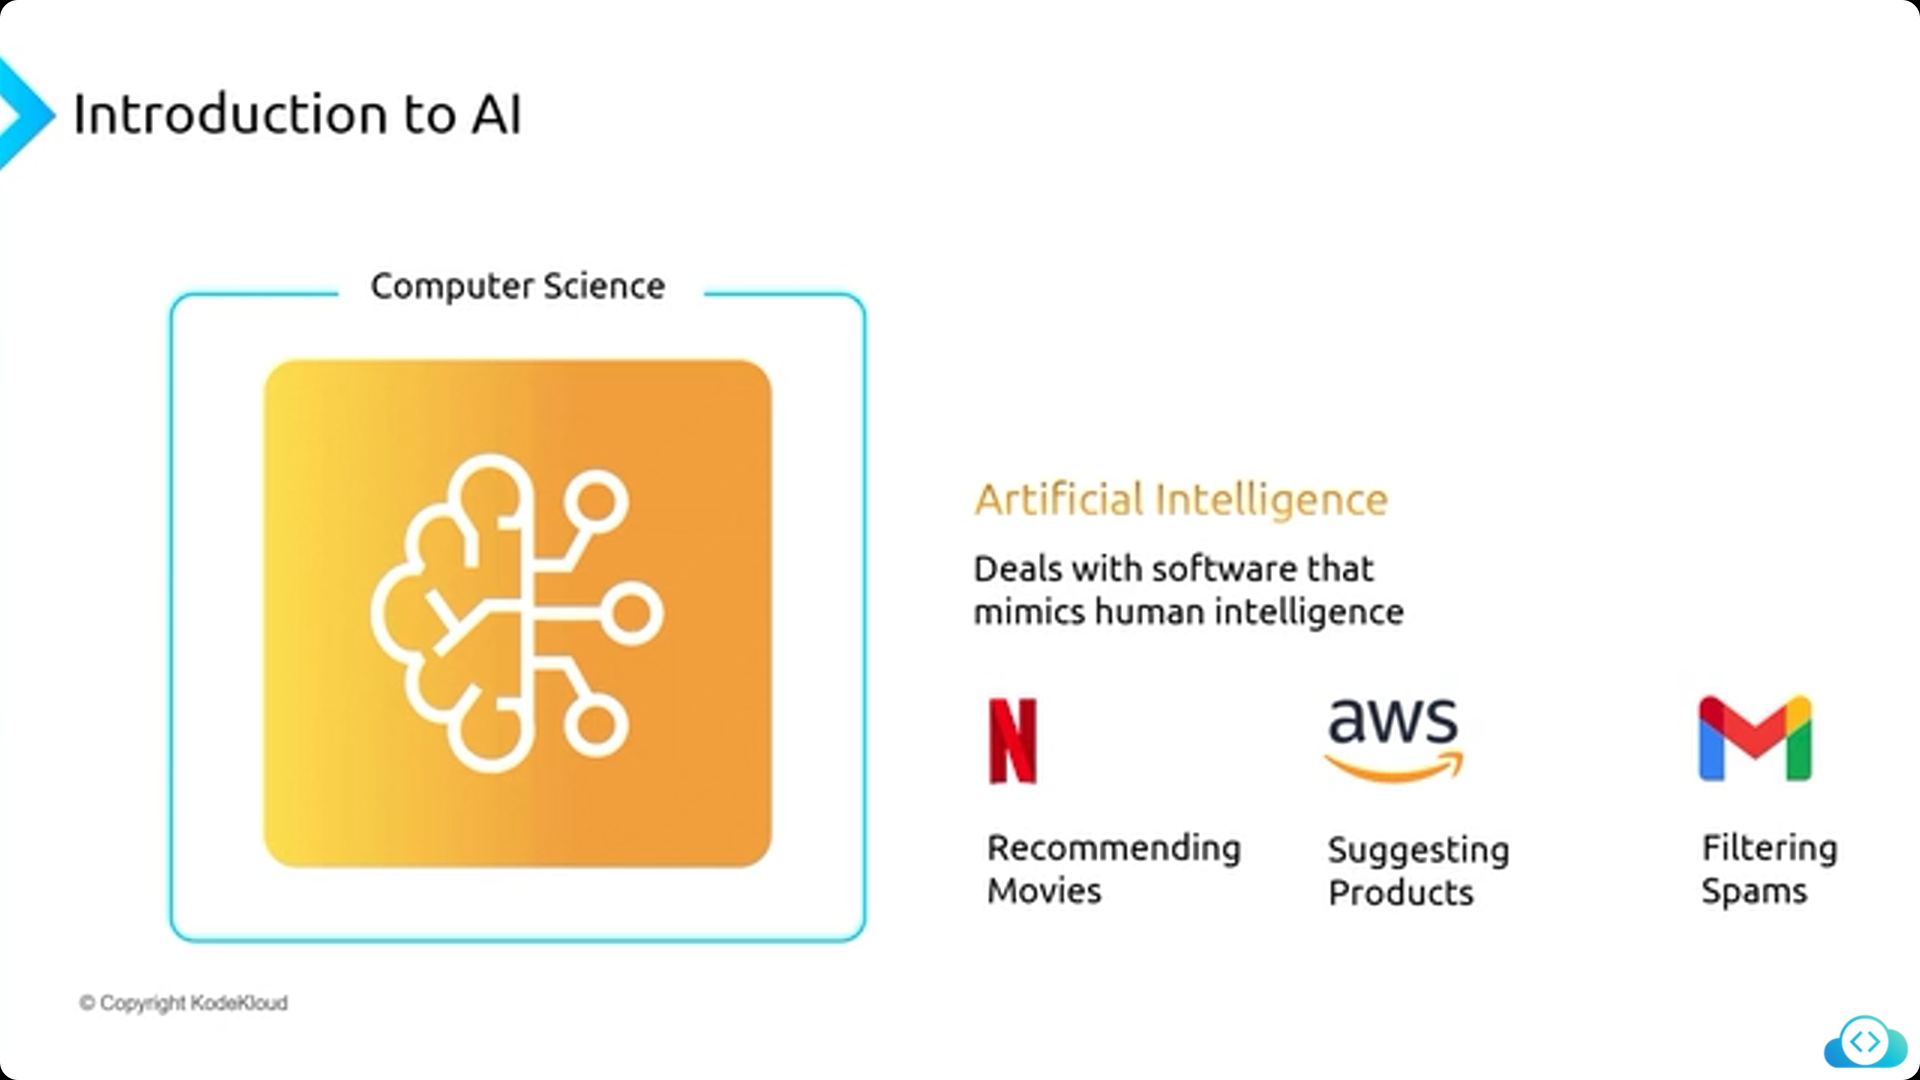 Introduction to AI
Computer Science
Artificial Intelligence
Deals with software that
mimics human intelligence
N
aws
M
Recommending
Movies
Suggesting
Products
Filtering
Spams
© Copyright KodeKloud